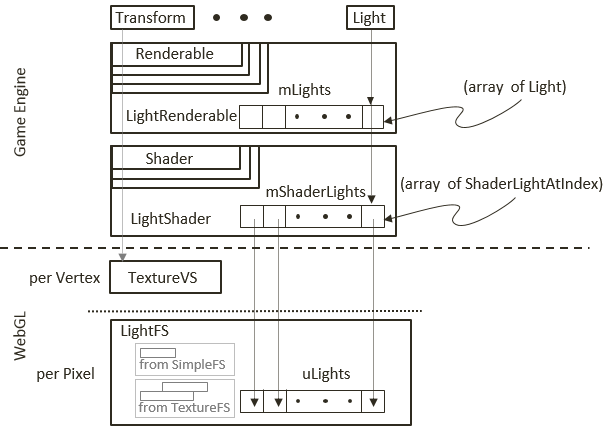 Transform
Light
Renderable
mLights
LightRenderable
(array of Light)
Game Engine
Shader
mShaderLights
(array of ShaderLightAtIndex)
LightShader
per Vertex
TextureVS
WebGL
LightFS
from SimpleFS
per Pixel
uLights
from TextureFS